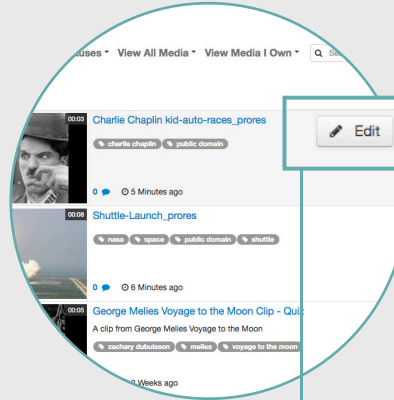 View All Media View Media I Own
00:03 Charlie Chaplin kid-auto-races_prores
charlie chaplin public domain
Edit
0 5 Minutes ago
00:08 Shuttle-Launch_prores
nasa space public domain shuttle
0 6 Minutes ago
00:05 George Melies Voyage to the Moon Clip - Qui
A clip from George Melies Voyage to the Moon
zachary dubuisson melies voyage to the moon
Weeks ago